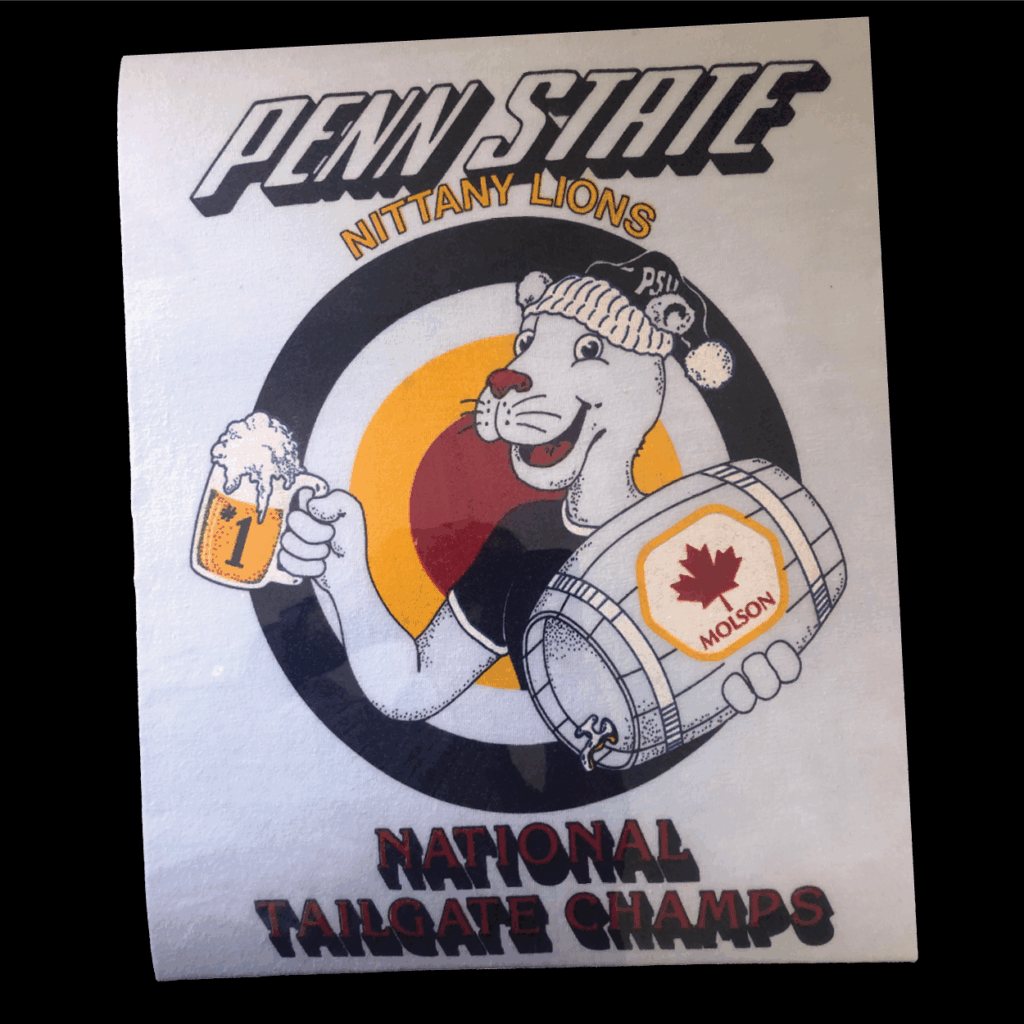 PENN STATE
NITTANY LIONS
PSU
#1
MOLSON
NATIONAL
TAILGATE CHAMPS